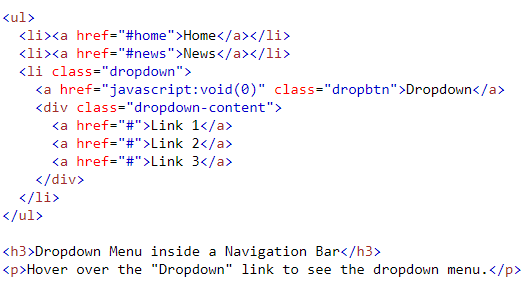 <ul>
  <li><a href="#home">Home</a></li>
  <li><a href="#news">News</a></li>
  <li class="dropdown">
    <a href="javascript:void(0)" class="dropbtn">Dropdown</a>
    <div class="dropdown-content">
      <a href="#">Link 1</a>
      <a href="#">Link 2</a>
      <a href="#">Link 3</a>
    </div>
  </li>
</ul>

<h3>Dropdown Menu inside a Navigation Bar</h3>
<p>Hover over the "Dropdown" link to see the dropdown menu.</p>